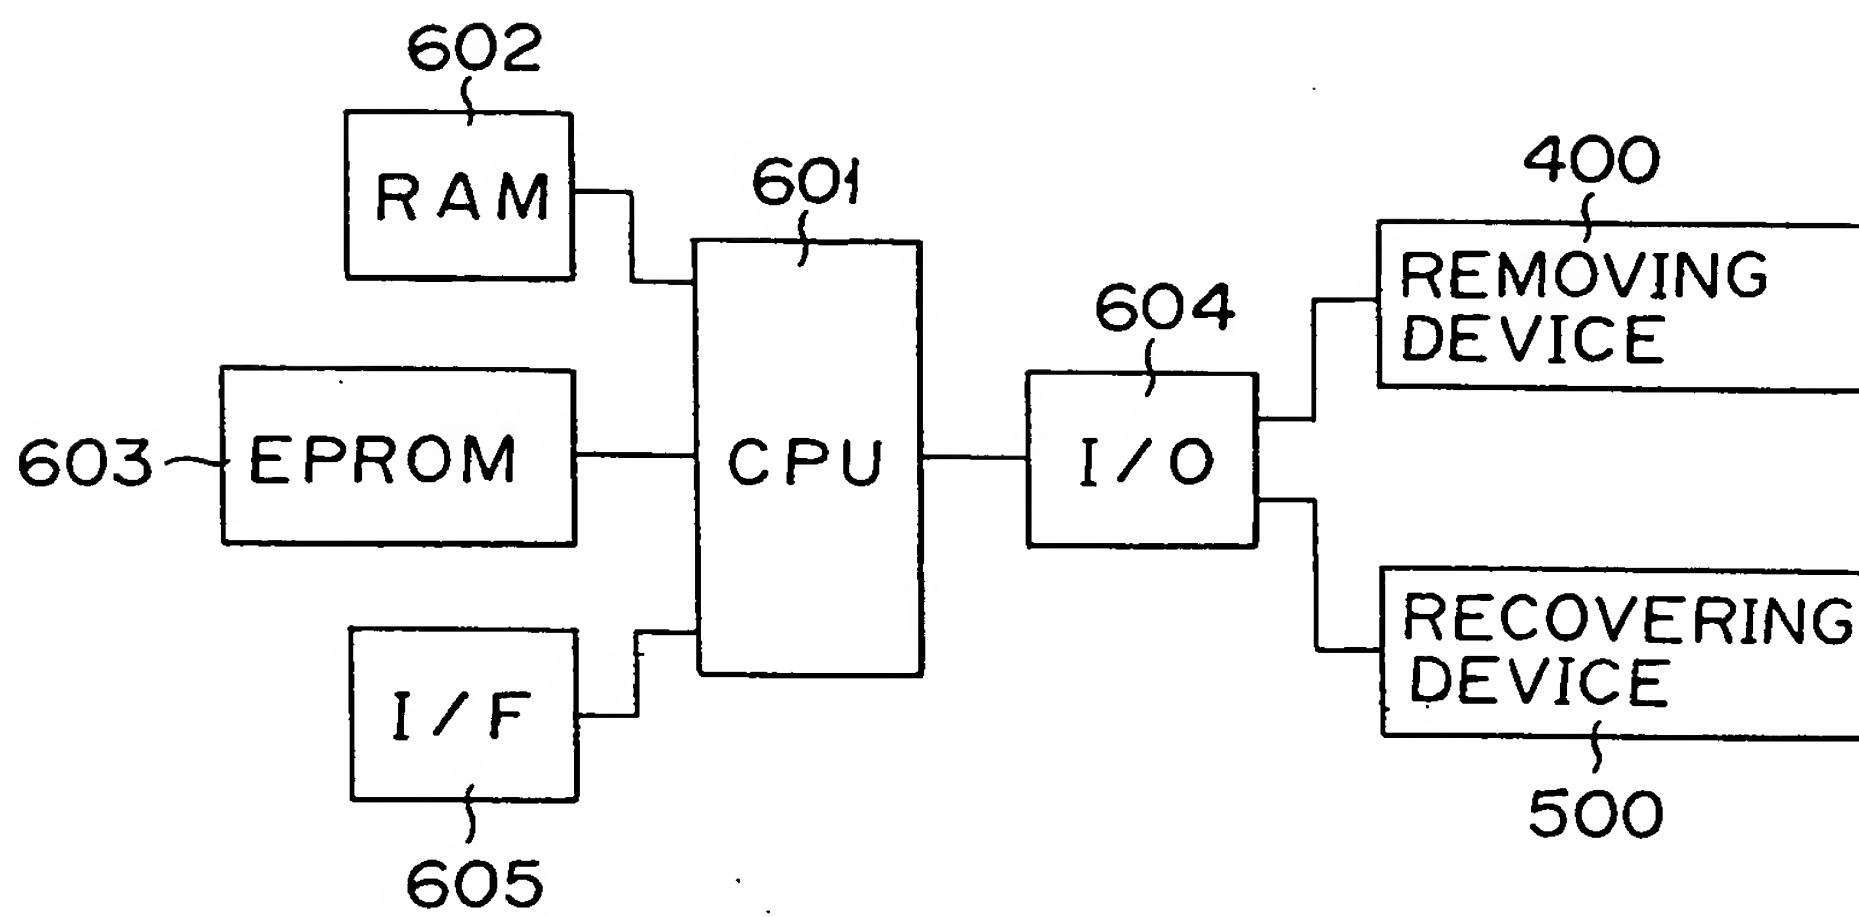 602
RAM
601
400
REMOVING
DEVICE
604
603
EPROM
CPU
I/O
RECOVERING
DEVICE
I/F
500
605